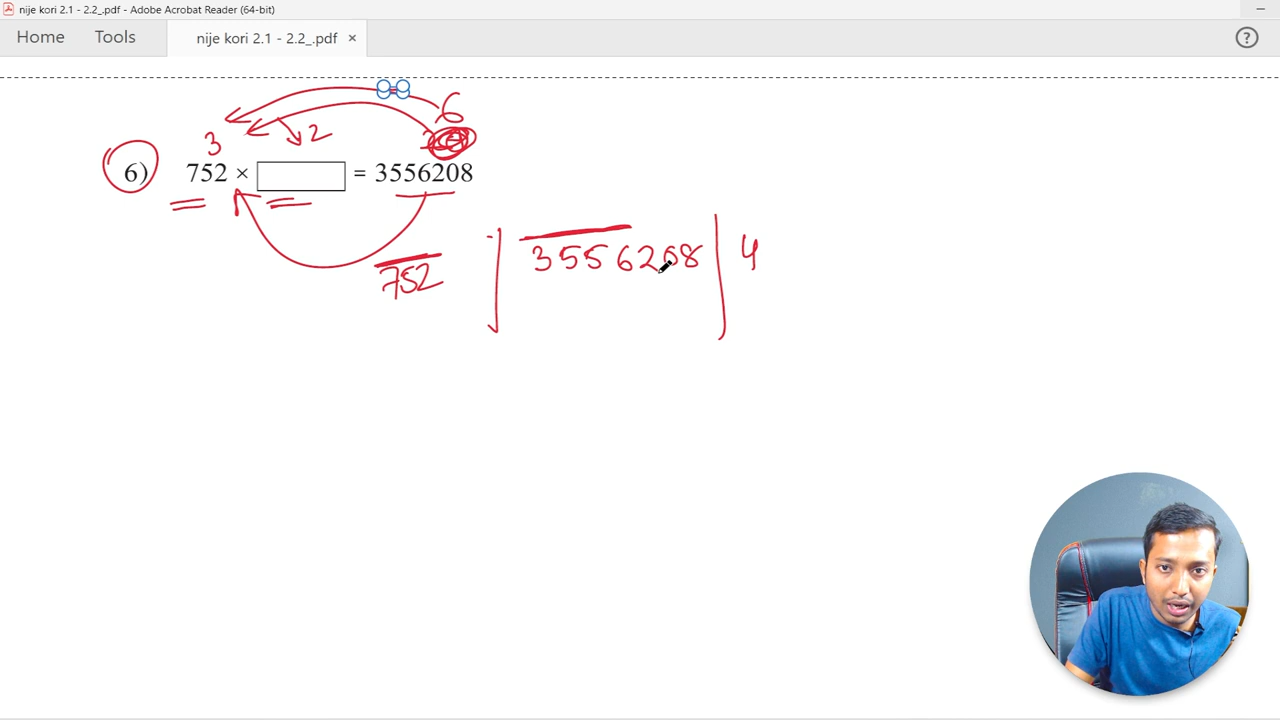 nije kori 2.1 - 2.2_.pdf - Adobe Acrobat Reader (64-bit)
Home Tools nije kori 2.1 - 2.2_.pdf × ?
6
3 2
6) 752 × = 3556208
752 3556208 4